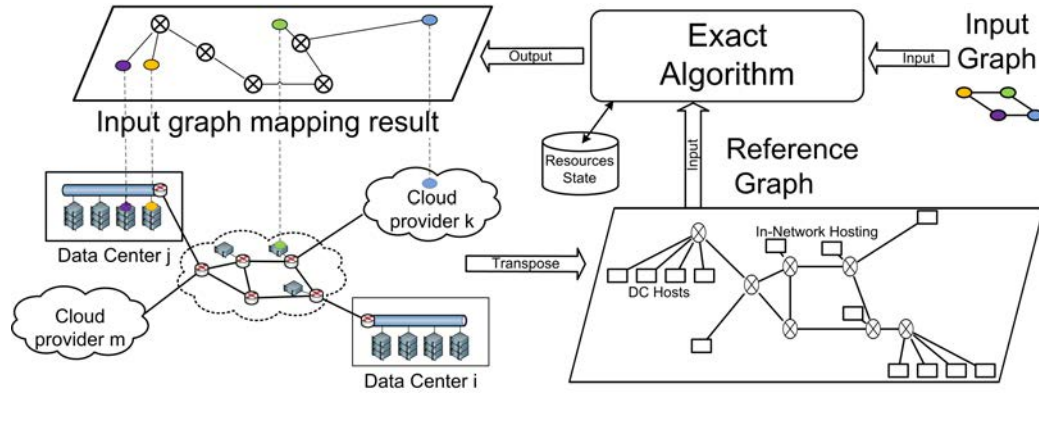 Exact
Algorithm
Input
Graph
Input
Output
Input graph mapping result
Resources
State
Input
Reference
Graph
Cloud
provider k
Data Center j
Transpose
In-Network Hosting
DC Hosts
Cloud
provider m
Data Center i